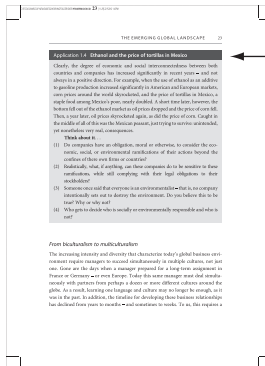 THE EMERGING GLOBAL LANDSCAPE 23
Application 1.4 Ethanol and the price of tortillas in Mexico
Clearly, the degree of economic and social interconnectedness between both
countries and companies has increased significantly in recent years – and not
always in a positive direction. For example, when the use of ethanol as an additive
to gasoline production increased significantly in American and European markets,
corn prices around the world skyrocketed, and the price of tortillas in Mexico, a
staple food among Mexico's poor, nearly doubled. A short time later, however, the
bottom fell out of the ethanol market as oil prices dropped and the price of corn fell.
Then, a year later, oil prices skyrocketed again, as did the price of corn. Caught in
the middle of all of this was the Mexican peasant, just trying to survive unintended,
yet nonetheless very real, consequences.
Think about it. . .
(1) Do companies have an obligation, moral or otherwise, to consider the eco-
nomic, social, or environmental ramifications of their actions beyond the
confines of their own firms or countries?
(2) Realistically, what, if anything, can these companies do to be sensitive to these
ramifications, while still complying with their legal obligations to their
stockholders?
(3) Someone once said that everyone is an environmentalist – that is, no company
intentionally sets out to destroy the environment. Do you believe this to be
true? Why or why not?
(4) Who gets to decide who is socially or environmentally responsible and who is
not?
From biculturalism to multiculturalism
The increasing intensity and diversity that characterize today's global business envi-
ronment require managers to succeed simultaneously in multiple cultures, not just
one. Gone are the days when a manager prepared for a long-term assignment in
France or Germany – or even Europe. Today this same manager must deal simulta-
neously with partners from perhaps a dozen or more different cultures around the
globe. As a result, learning one language and culture may no longer be enough, as it
was in the past. In addition, the timeline for developing these business relationships
has declined from years to months – and sometimes to weeks. To us, this requires a